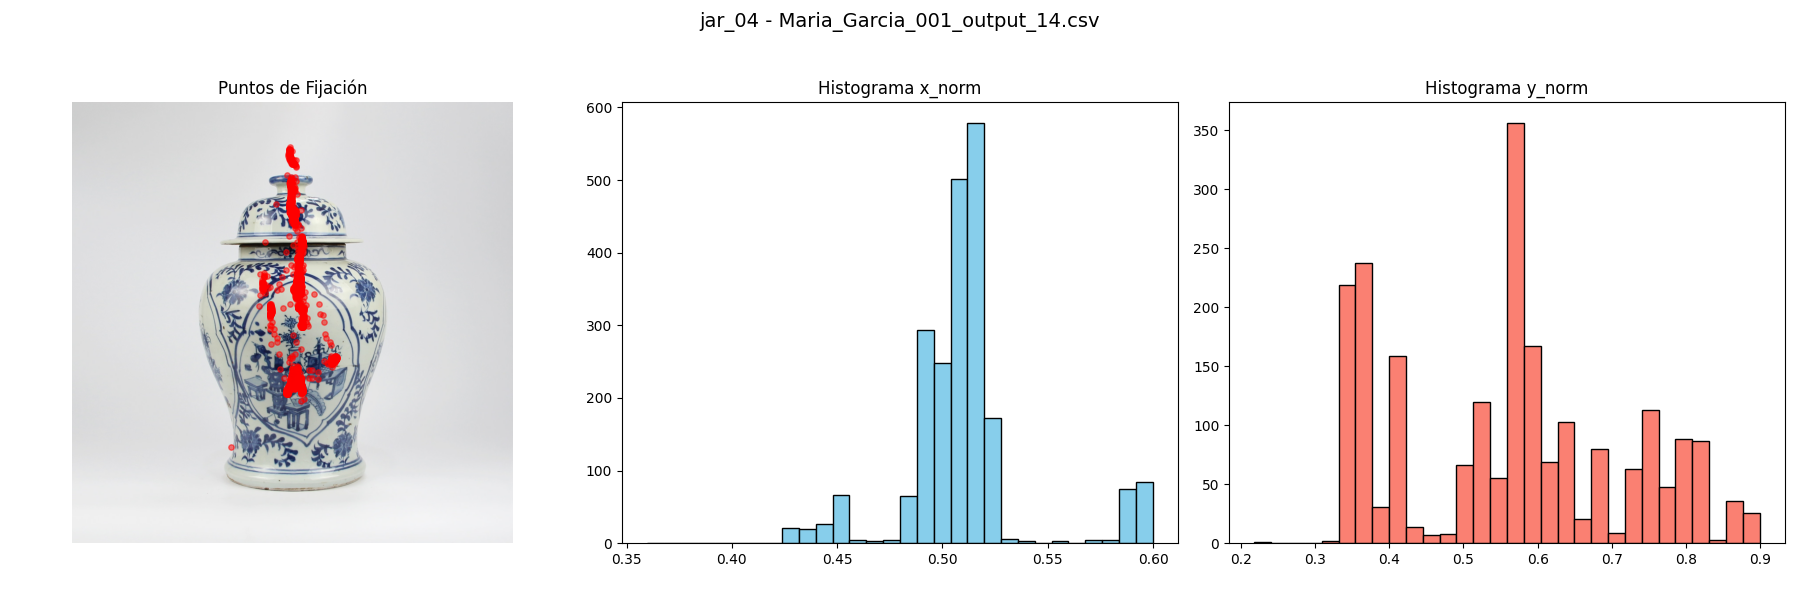 jar_04 - Maria_Garcia_001_output_14.csv
Puntos de Fijación
Histograma x_norm
600
500
400
300
200
100
0
0.35 0.40 0.45 0.50 0.55 0.60
Histograma y_norm
350
300
250
200
150
100
50
0
0.2 0.3 0.4 0.5 0.6 0.7 0.8 0.9